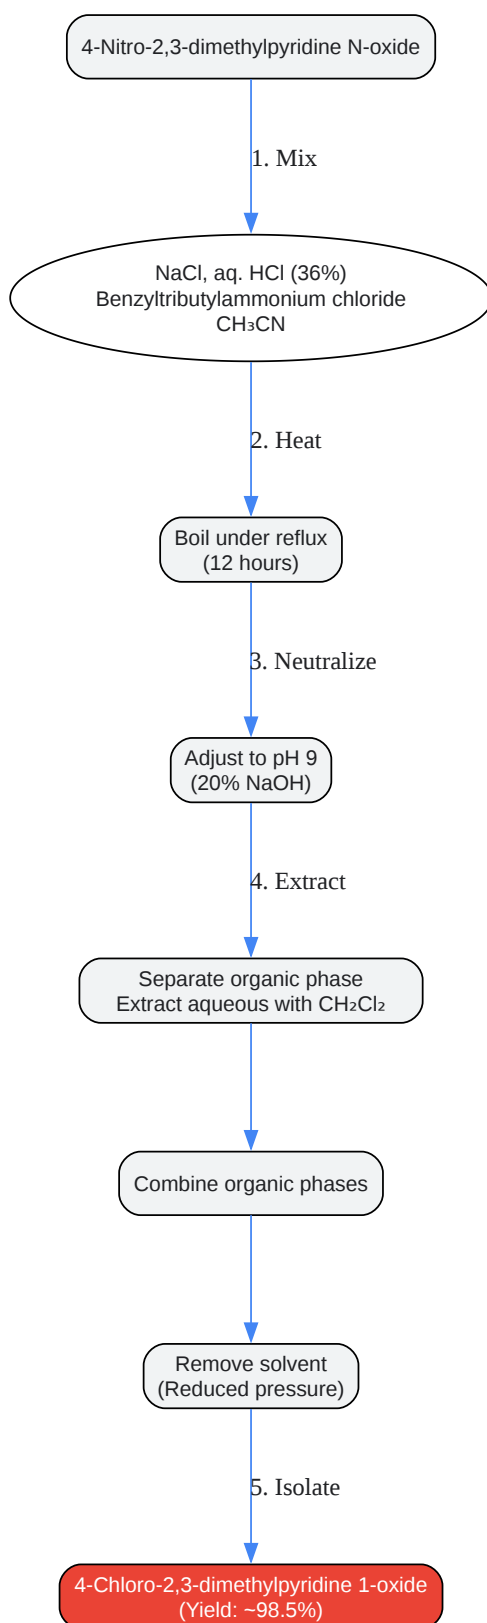 4-Nitro-2,3-dimethylpyridine N-oxide
1. Mix
NaCl, aq. HCl (36%)
Benzyltributylammonium chloride
CH₃CN
2. Heat
Boil under reflux
(12 hours)
3. Neutralize
Adjust to pH 9
(20% NaOH)
4. Extract
Separate organic phase
Extract aqueous with CH₂Cl₂
Combine organic phases
Remove solvent
(Reduced pressure)
5. Isolate
4-Chloro-2,3-dimethylpyridine 1-oxide
(Yield: ~98.5%)